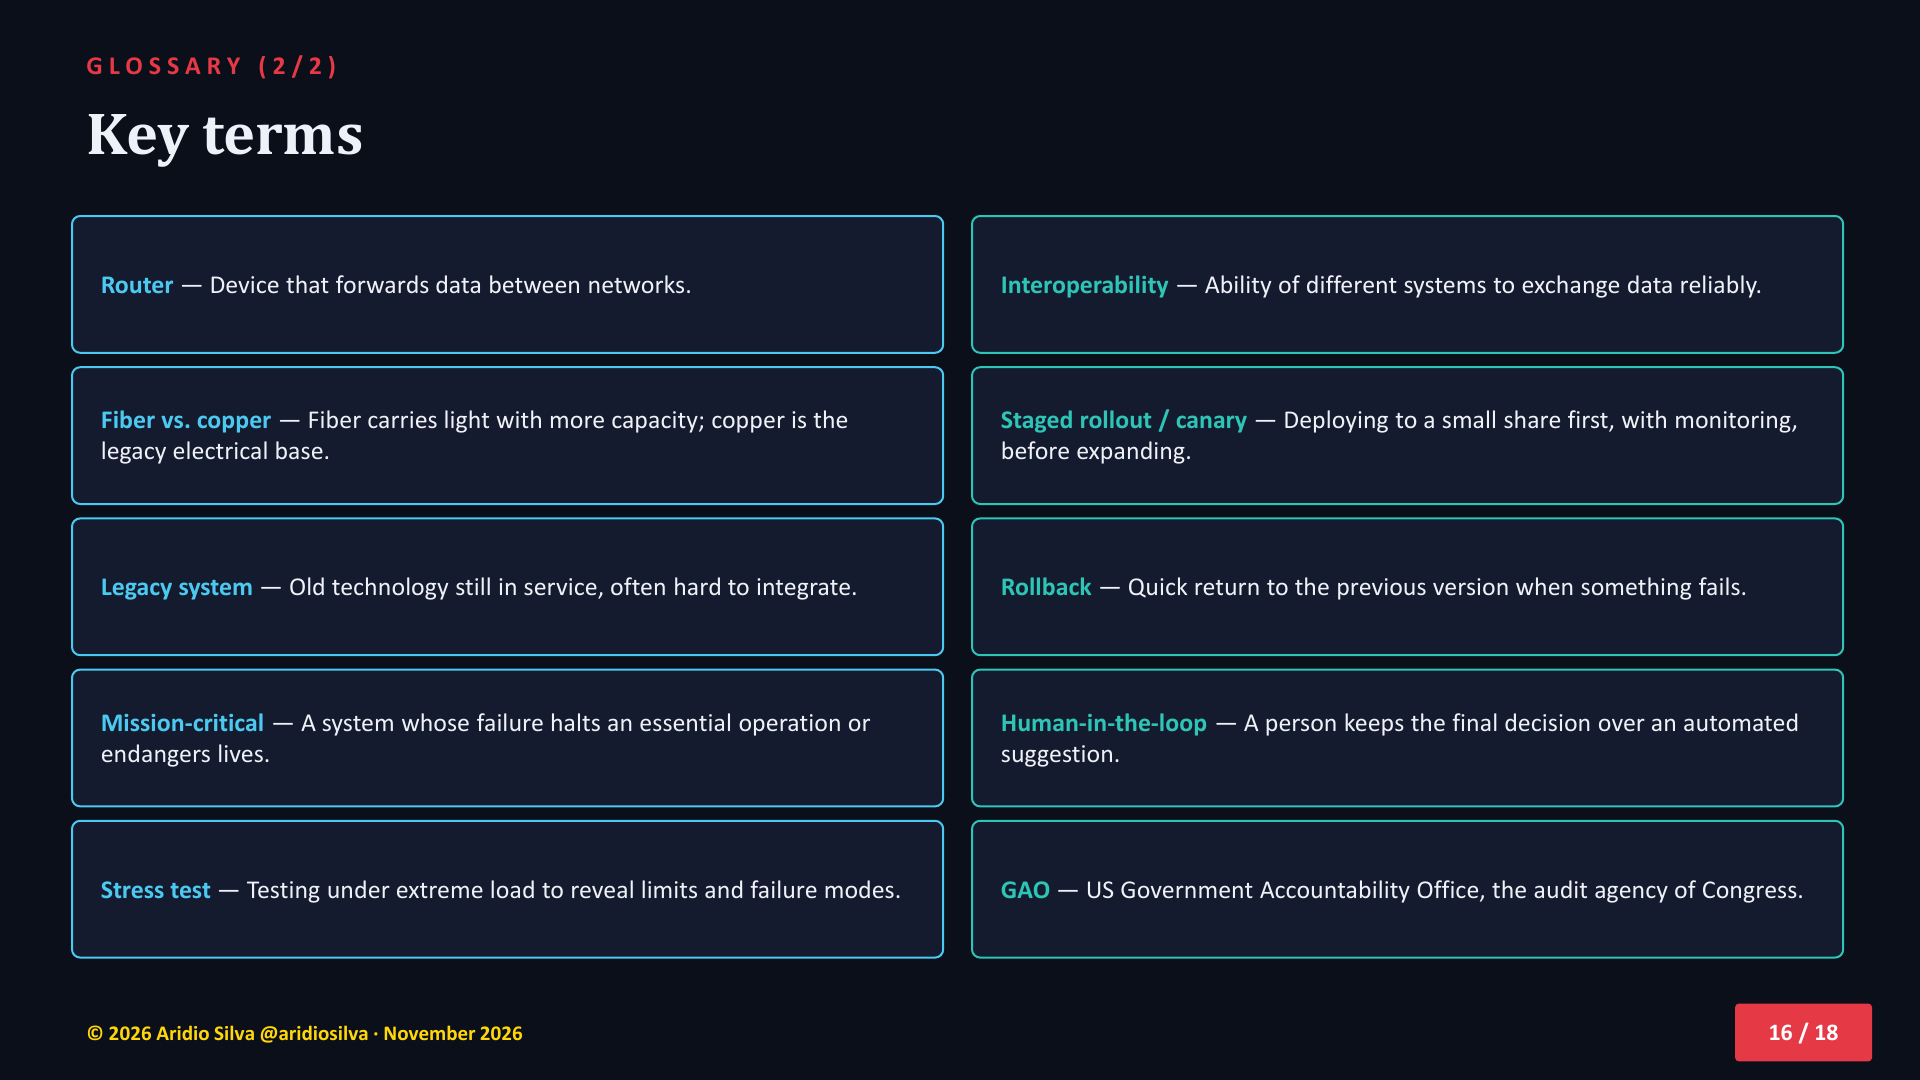 GLOSSARY (2/2)
Key terms
Router — Device that forwards data between networks.
Fiber vs. copper — Fiber carries light with more capacity; copper is the
legacy electrical base.
Legacy system — Old technology still in service, often hard to integrate.
Mission-critical — A system whose failure halts an essential operation or
endangers lives.
Stress test — Testing under extreme load to reveal limits and failure modes.
Interoperability — Ability of different systems to exchange data reliably.
Staged rollout / canary — Deploying to a small share first, with monitoring,
before expanding.
Rollback — Quick return to the previous version when something fails.
Human-in-the-loop — A person keeps the final decision over an automated
suggestion.
GAO — US Government Accountability Office, the audit agency of Congress.
© 2026 Aridio Silva @aridiosilva · November 2026
16 / 18